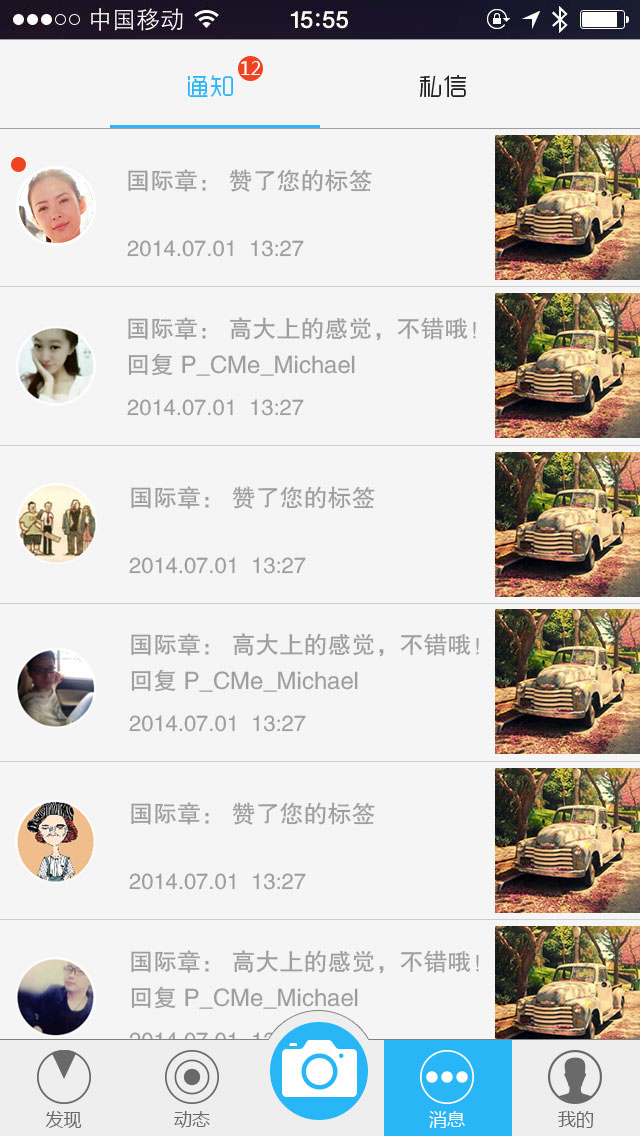 中国移动 15:55
通知 12 私信
国际章： 赞了您的标签
2014.07.01 13:27
国际章： 高大上的感觉，不错哦！
回复 P_CMe_Michael
2014.07.01 13:27
国际章： 赞了您的标签
2014.07.01 13:27
国际章： 高大上的感觉，不错哦！
回复 P_CMe_Michael
2014.07.01 13:27
国际章： 赞了您的标签
2014.07.01 13:27
国际章： 高大上的感觉，不错哦！
回复 P_CMe_Michael
发现 动态 消息 我的